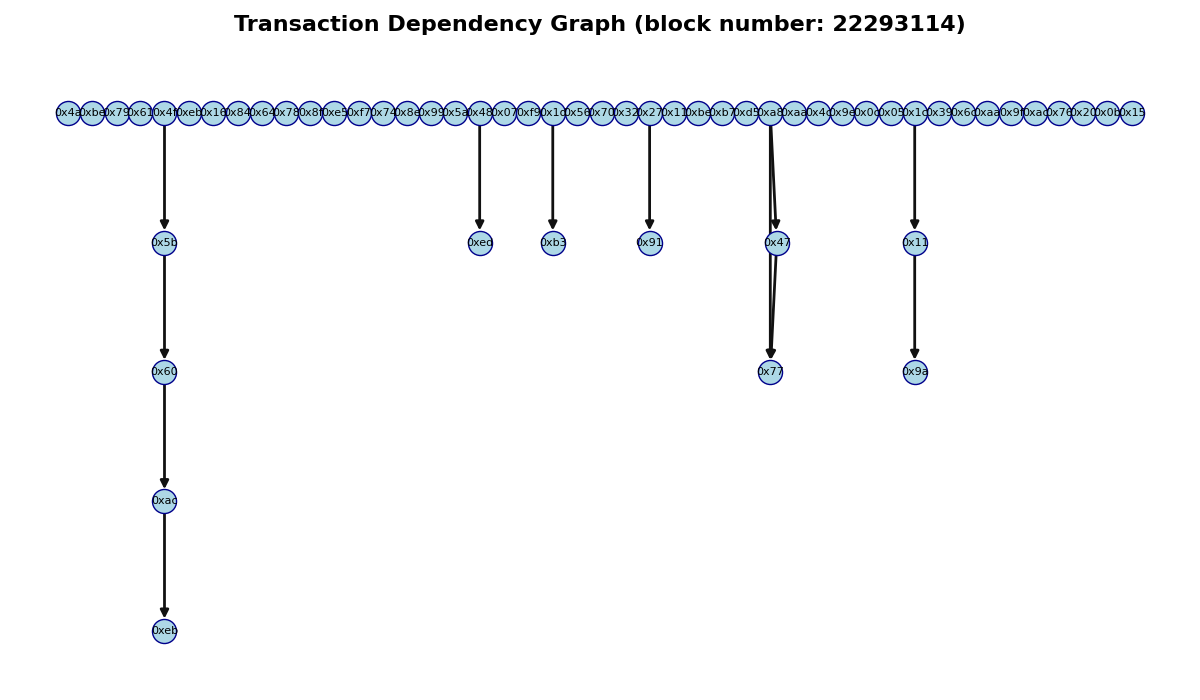 Transaction Dependency Graph (block number: 22293114)
0x4a 0xbe 0x79 0x61 0x4f 0xeb 0x16 0x84 0x64 0x78 0x8f 0xe5 0xf7 0x74 0x8e 0x99 0x5a 0x48 0x07 0xf9 0x1c 0x56 0x70 0x32 0x27 0x11 0xbe 0xb7 0xd5 0xa8 0xaa 0x4c 0x9e 0x0c 0x05 0x1c 0x39 0x6c 0xaa 0x9f 0xac 0x76 0x20 0x0b 0x15
0x5b 0xed 0xb3 0x91 0x47 0x11
0x60 0x77 0x9a
0xac
0xeb